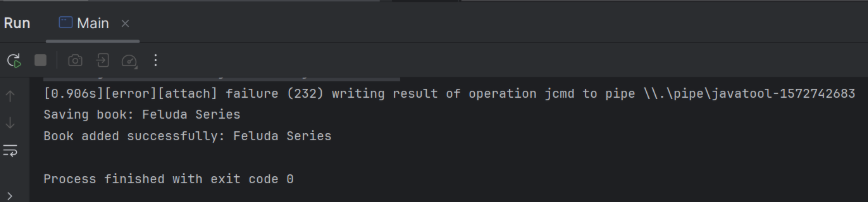 Run Main
[0.906s][error][attach] failure (232) writing result of operation jcmd to pipe \\.\pipe\javatool-1572742683
Saving book: Feluda Series
Book added successfully: Feluda Series
Process finished with exit code 0